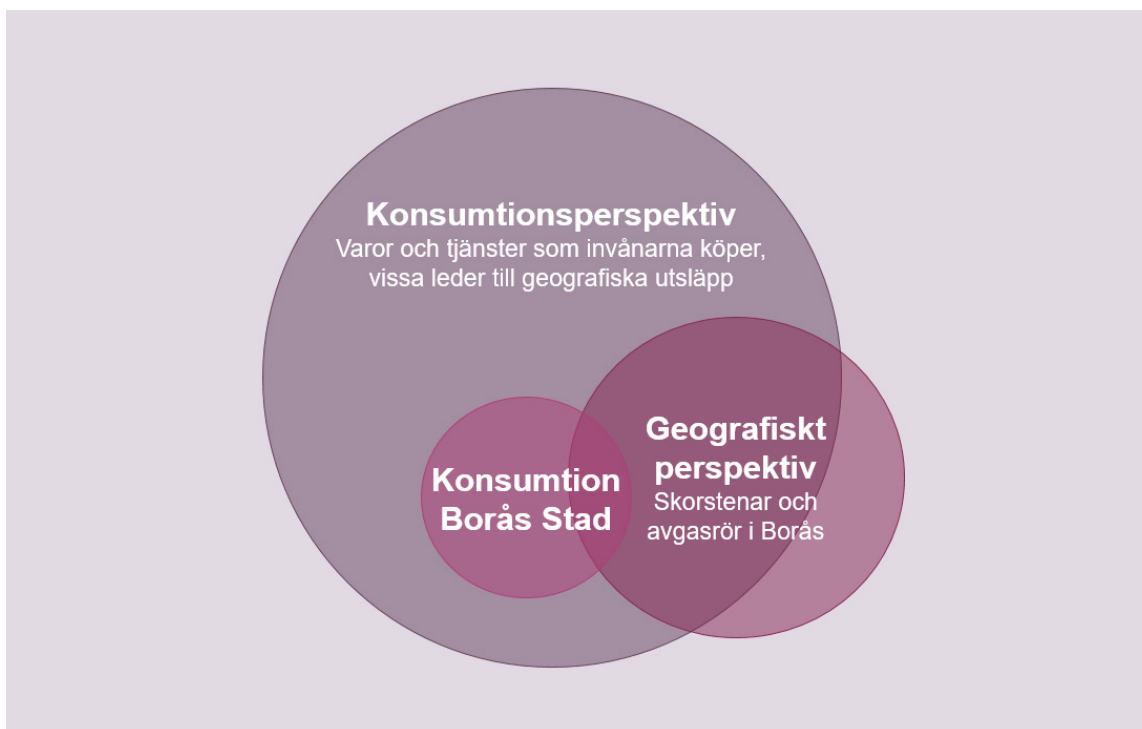 Konsumtionsperspektiv
Varor och tjänster som invånarna köper,
vissa leder till geografiska utsläpp
Geografiskt
perspektiv
Skorstenar och
avgasrör i Borås
Konsumtion
Borås Stad